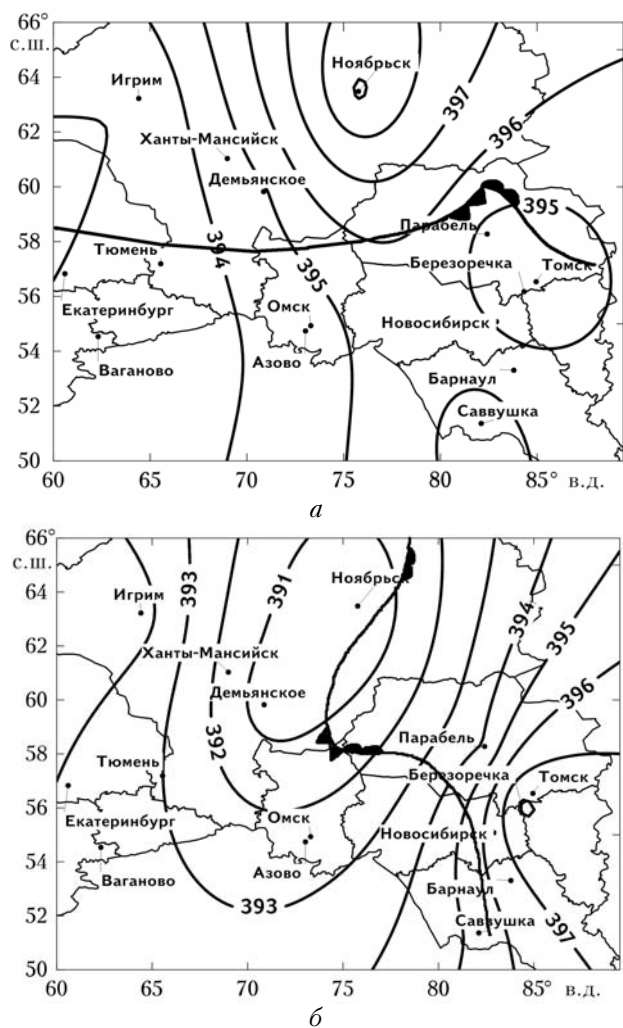 66°
с.ш.
Ноябрьск
64
Игрим
397
62
396
Ханты-Мансийск
60
Демьянское
395
Парабель
58
Тюмень
394
Березоречка
Томск
395
56
Екатеринбург
Омск
Новосибирск
54
Ваганово
Азово
Барнаул
52
Саввушка
50
60 65 70 75 80 85° в.д.
а
66°
с.ш.
393
391
Ноябрьск
64
Игрим
394
395
62
Ханты-Мансийск
396
60
Демьянское
392
Парабель
58
Тюмень
Березоречка
Томск
56
Екатеринбург
Омск
Новосибирск
54
Ваганово
Азово
Барнаул
393
52
Саввушка
397
50
60 65 70 75 80 85° в.д.
б